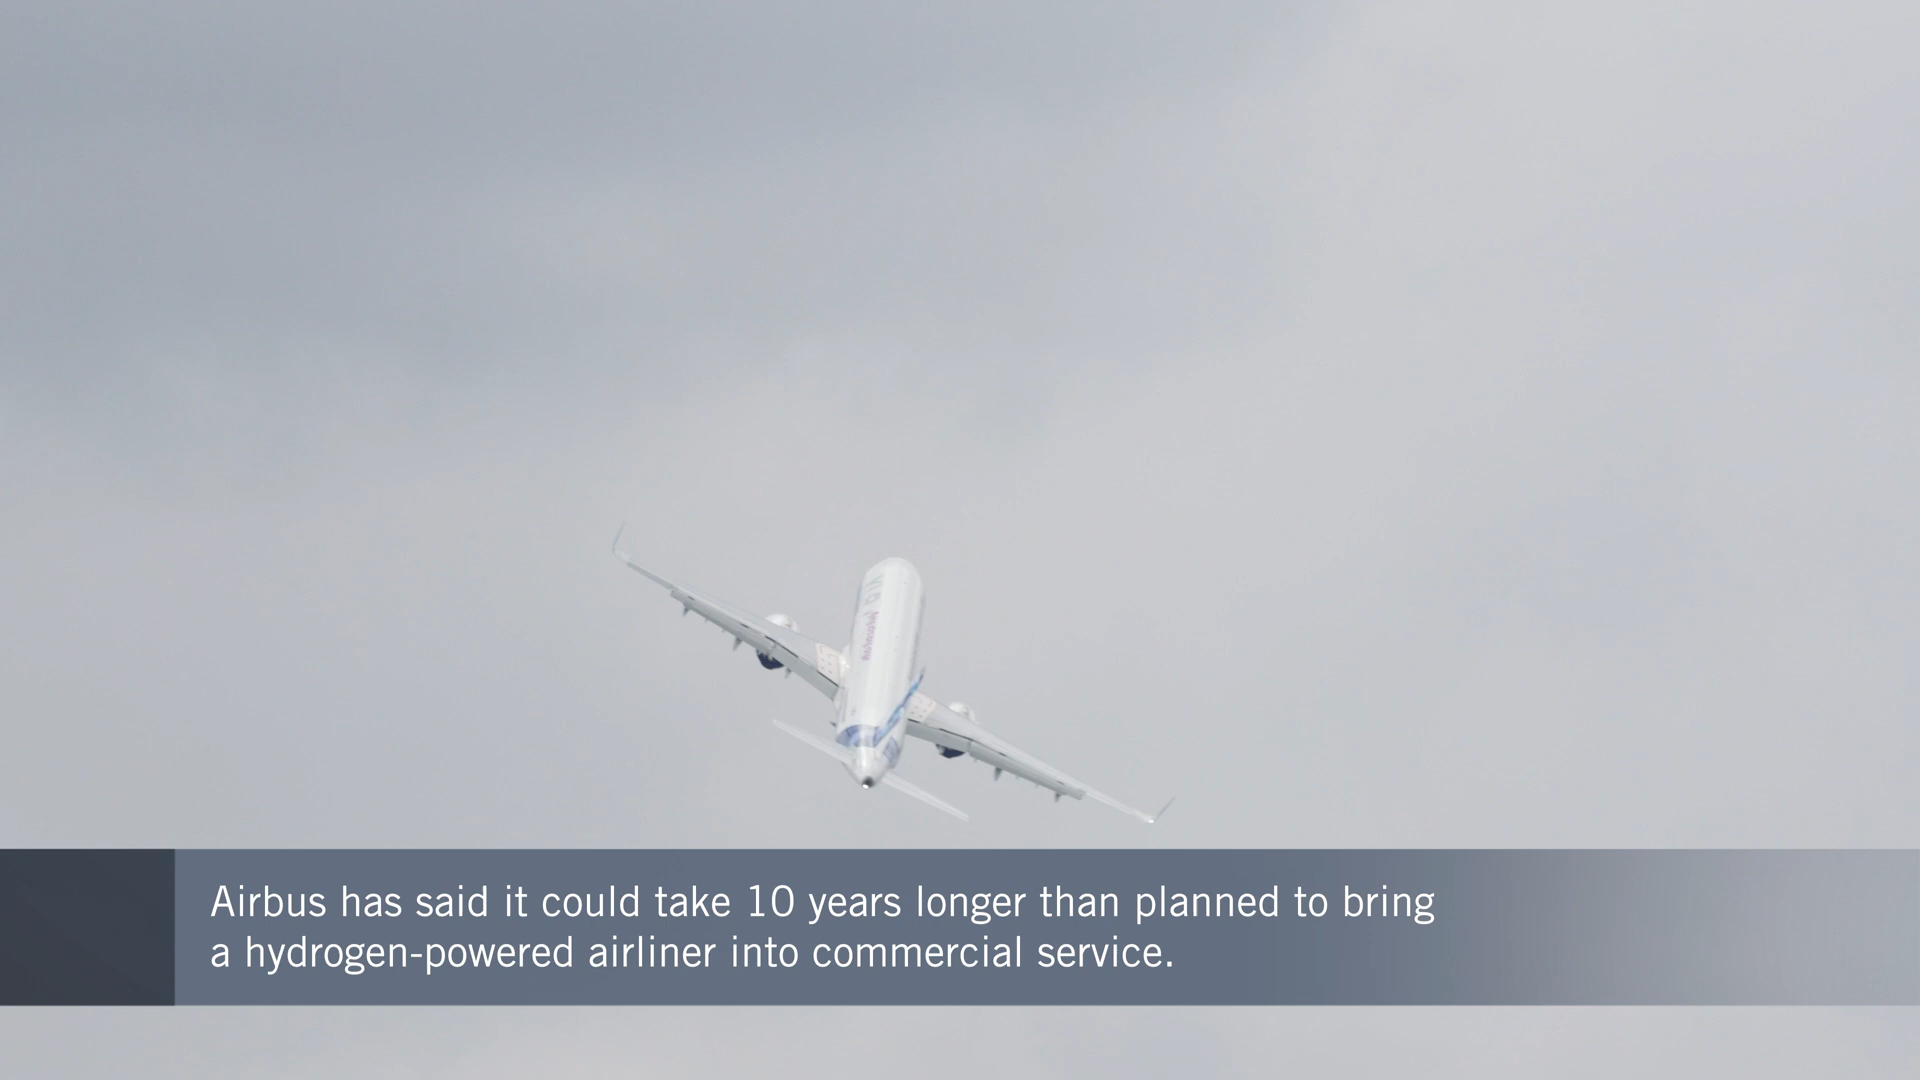 Airbus has said it could take 10 years longer than planned to bring
a hydrogen-powered airliner into commercial service.